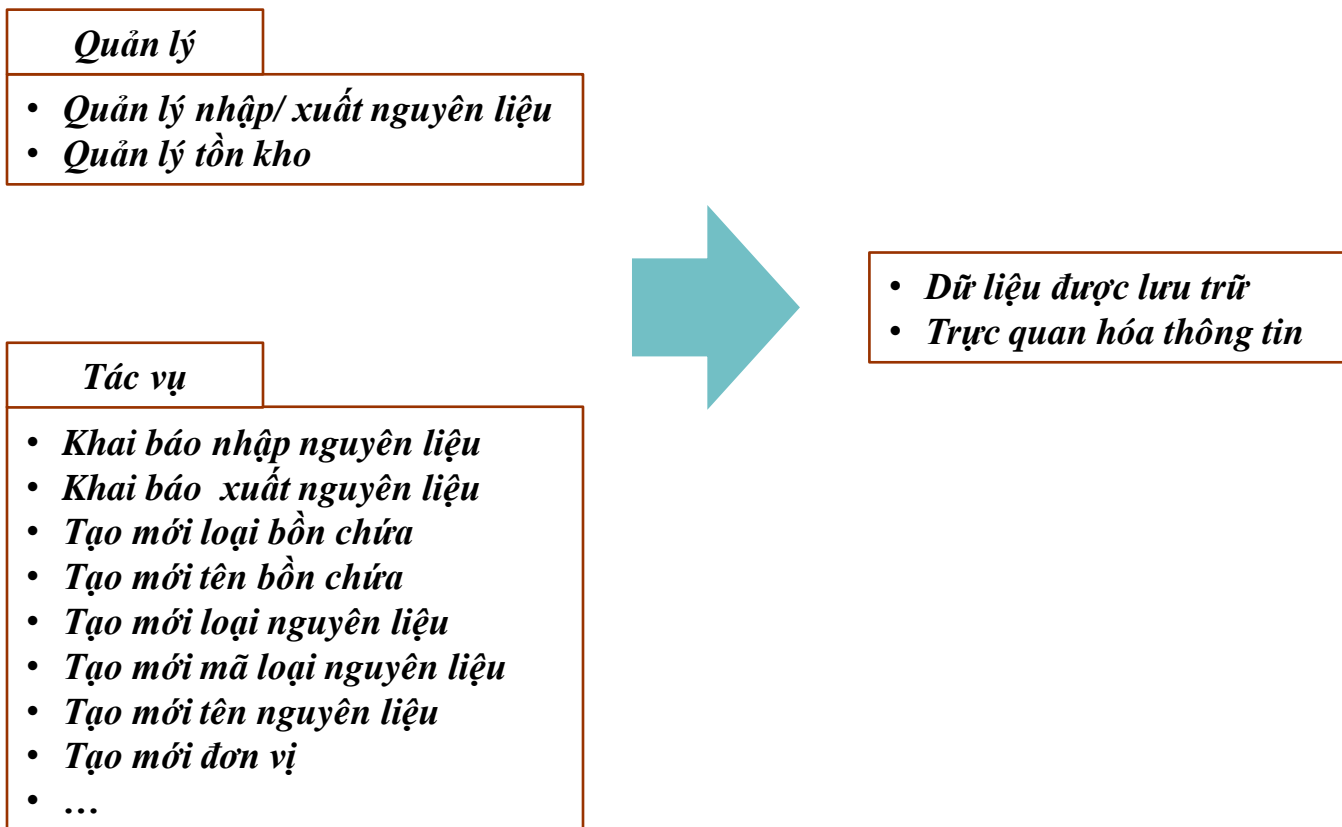 Quản lý
• Quản lý nhập/ xuất nguyên liệu
• Quản lý tồn kho
• Dữ liệu được lưu trữ
• Trực quan hóa thông tin
Tác vụ
• Khai báo nhập nguyên liệu
• Khai báo  xuất nguyên liệu
• Tạo mới loại bồn chứa
• Tạo mới tên bồn chứa
• Tạo mới loại nguyên liệu
• Tạo mới mã loại nguyên liệu
• Tạo mới tên nguyên liệu
• Tạo mới đơn vị
• …